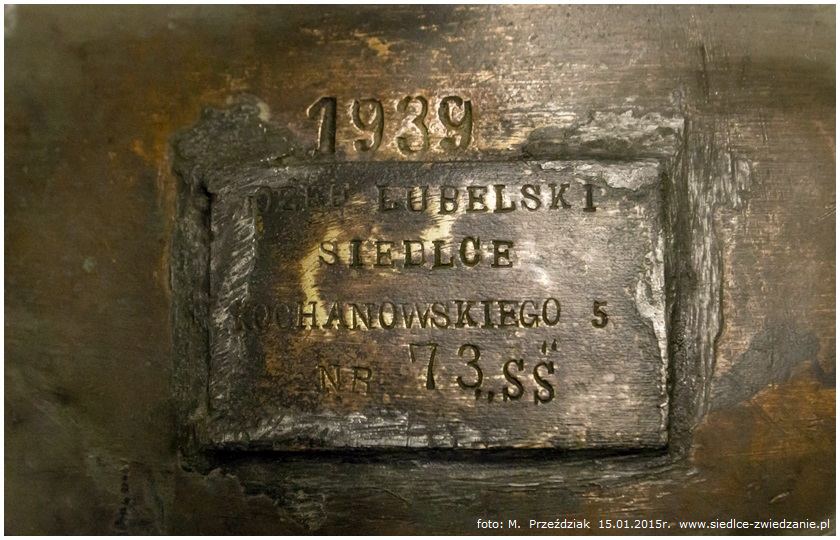 1939
LUBELSKI
SIEDLCE
KOCHANOWSKIEGO 5
NR 73 „SS“
foto: M. Przeździak 15.01.2015r. www.siedlce-zwiedzanie.pl